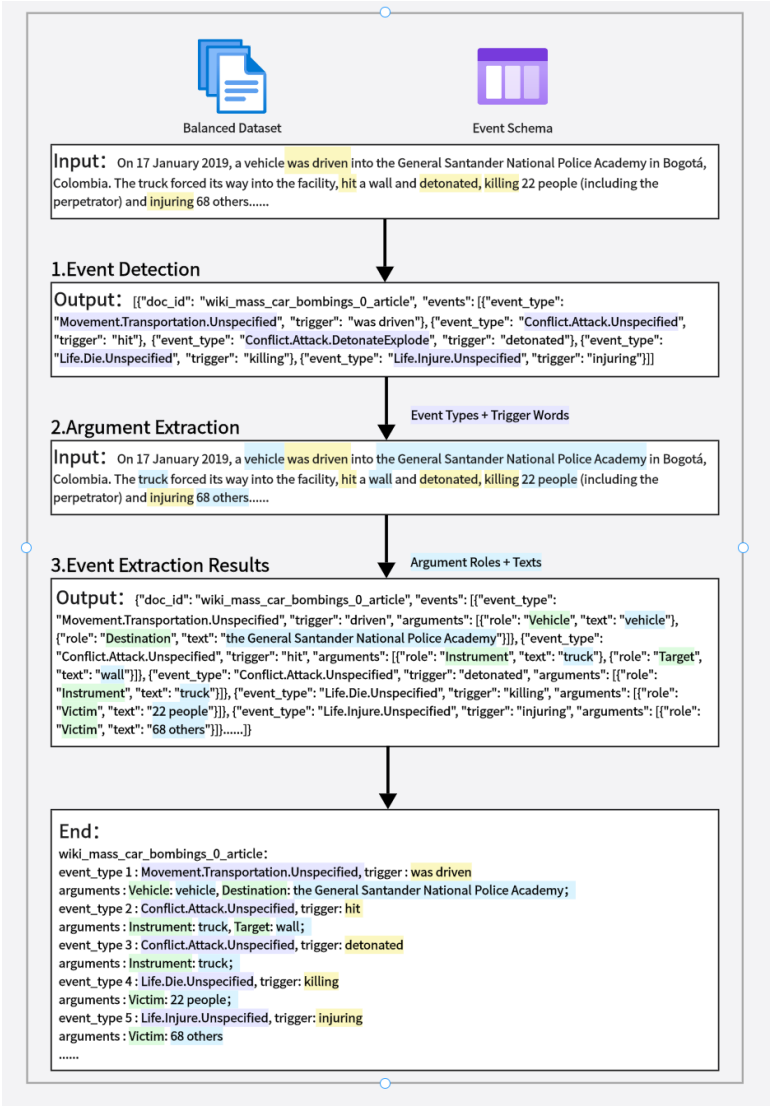 Balanced Dataset
Event Schema
Input： On 17 January 2019, a vehicle was driven into the General Santander National Police Academy in Bogotá,
Colombia. The truck forced its way into the facility, hit a wall and detonated, killing 22 people (including the
perpetrator) and injuring 68 others......
1.Event Detection
Output： [{"doc_id": "wiki_mass_car_bombings_0_article", "events": [{"event_type":
"Movement.Transportation.Unspecified", "trigger": "was driven"}, {"event_type": "Conflict.Attack.Unspecified",
"trigger": "hit"}, {"event_type": "Conflict.Attack.DetonateExplode", "trigger": "detonated"}, {"event_type":
"Life.Die.Unspecified", "trigger": "killing"}, {"event_type": "Life.Injure.Unspecified", "trigger": "injuring"}]]
Event Types + Trigger Words
2.Argument Extraction
Input： On 17 January 2019, a vehicle was driven into the General Santander National Police Academy in Bogotá,
Colombia. The truck forced its way into the facility, hit a wall and detonated, killing 22 people (including the
perpetrator) and injuring 68 others......
Argument Roles + Texts
3.Event Extraction Results
Output： {"doc_id": "wiki_mass_car_bombings_0_article", "events": [{"event_type":
"Movement.Transportation.Unspecified", "trigger": "driven", "arguments": [{"role": "Vehicle", "text": "vehicle"},
{"role": "Destination", "text": "the General Santander National Police Academy"}]}, {"event_type":
"Conflict.Attack.Unspecified", "trigger": "hit", "arguments": [{"role": "Instrument", "text": "truck"}, {"role": "Target",
"text": "wall"}]}, {"event_type": "Conflict.Attack.Unspecified", "trigger": "detonated", "arguments": [{"role":
"Instrument", "text": "truck"}]}, {"event_type": "Life.Die.Unspecified", "trigger": "killing", "arguments": [{"role":
"Victim", "text": "22 people"}]}, {"event_type": "Life.Injure.Unspecified", "trigger": "injuring", "arguments": [{"role":
"Victim", "text": "68 others"}]}......]}
End：
wiki_mass_car_bombings_0_article：
event_type 1 : Movement.Transportation.Unspecified, trigger : was driven
arguments : Vehicle: vehicle, Destination: the General Santander National Police Academy；
event_type 2 : Conflict.Attack.Unspecified, trigger: hit
arguments : Instrument: truck, Target: wall；
event_type 3 : Conflict.Attack.Unspecified, trigger: detonated
arguments : Instrument: truck；
event_type 4 : Life.Die.Unspecified, trigger: killing
arguments : Victim: 22 people；
event_type 5 : Life.Injure.Unspecified, trigger: injuring
arguments : Victim: 68 others
......